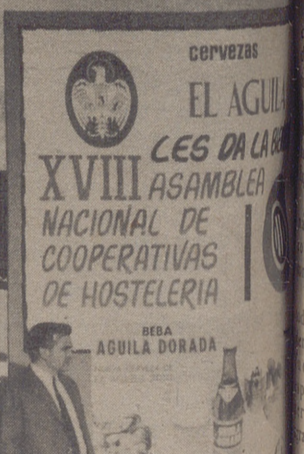 cervezas
EL AGUILA
LES DA LA
XVIII ASAMBLEA
NACIONAL DE
COOPERATIVAS
DE HOSTELERIA
BEBA
AGUILA DORADA